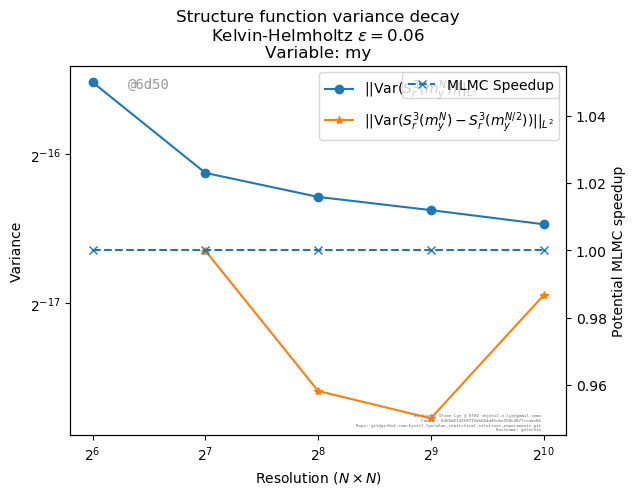 Structure function variance decay
Kelvin-Helmholtz ε = 0.06
Variable: my
@6d50
||Var(S_r^3(m_y^N)||_L^2
MLMC Speedup
||Var(S_r^3(m_y^N) − S_r^3(m_y^{N/2}))||_{L^2}
2^{−16}
2^{−17}
Variance
1.04
1.02
1.00
0.98
0.96
Potential MLMC speedup
2^6
2^7
2^8
2^9
2^{10}
Resolution (N × N)